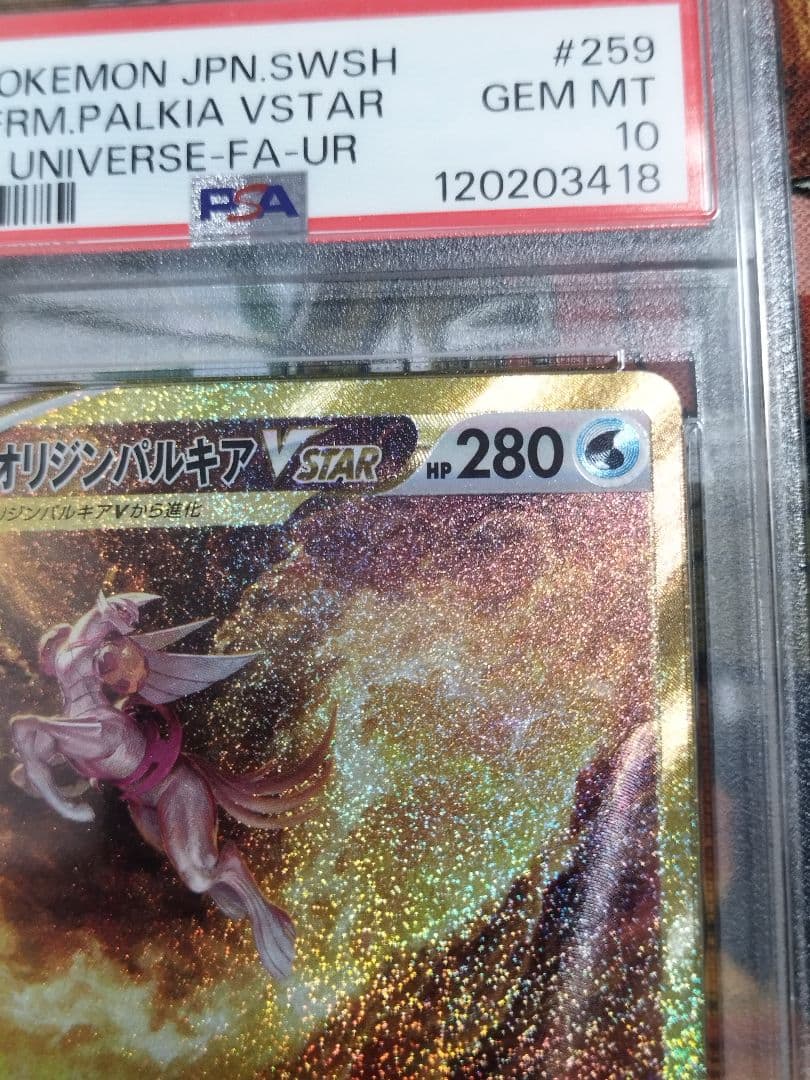 OKEMON JPN.SWSH #259
FRM.PALKIA VSTAR GEM MT
UNIVERSE-FA-UR 10
PSA 120203418
オリジンパルキア VSTAR HP 280
リジンパルキアVから進化